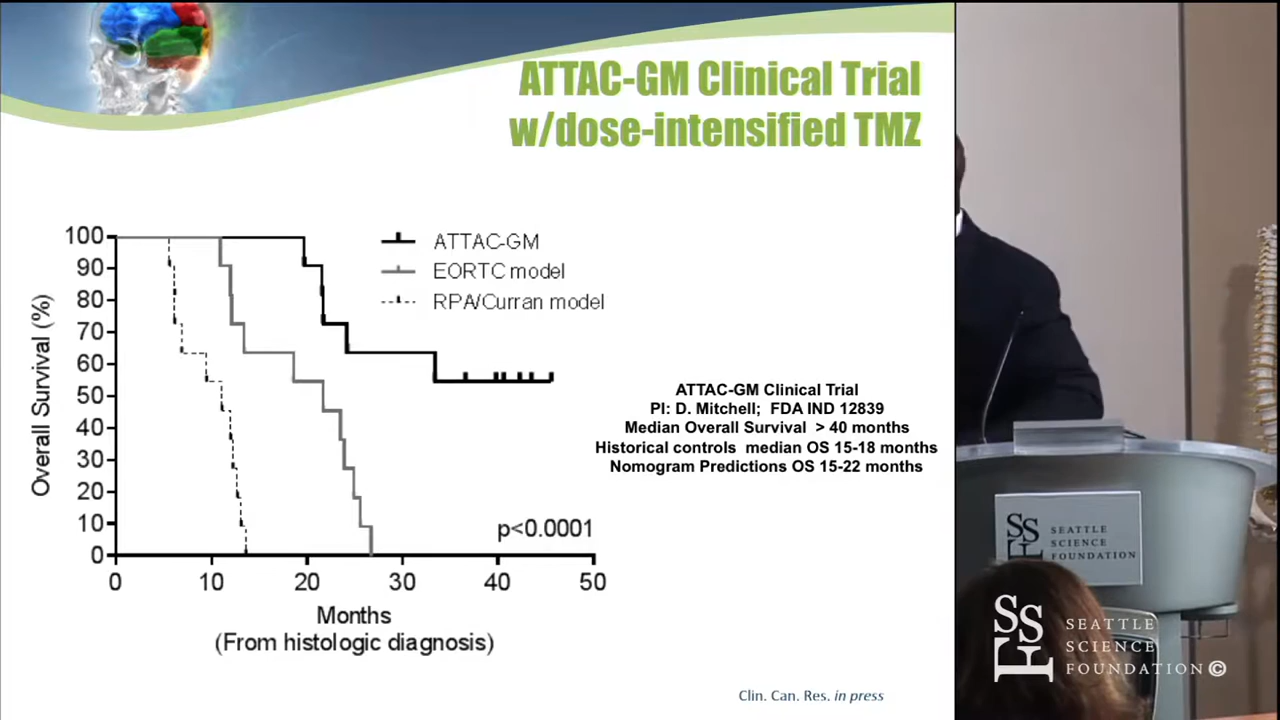 ATTAC-GM Clinical Trial
w/dose-intensified TMZ
100
90
80
70
60
50
40
30
20
10
0
Overall Survival (%)
ATTAC-GM
EORTC model
RPA/Curran model
p<0.0001
0 10 20 30 40 50
Months
(From histologic diagnosis)
ATTAC-GM Clinical Trial
PI: D. Mitchell; FDA IND 12839
Median Overall Survival > 40 months
Historical controls median OS 15-18 months
Nomogram Predictions OS 15-22 months
Clin. Can. Res. in press
SSF
SEATTLE
SCIENCE
FOUNDATION
SSF
SEATTLE
SCIENCE
FOUNDATION©